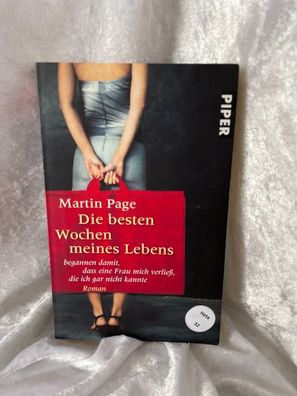 PIPER
Martin Page
Die besten
Wochen
meines Lebens
begannen damit,
dass eine Frau mich verließ,
die ich gar nicht kannte
Roman
12